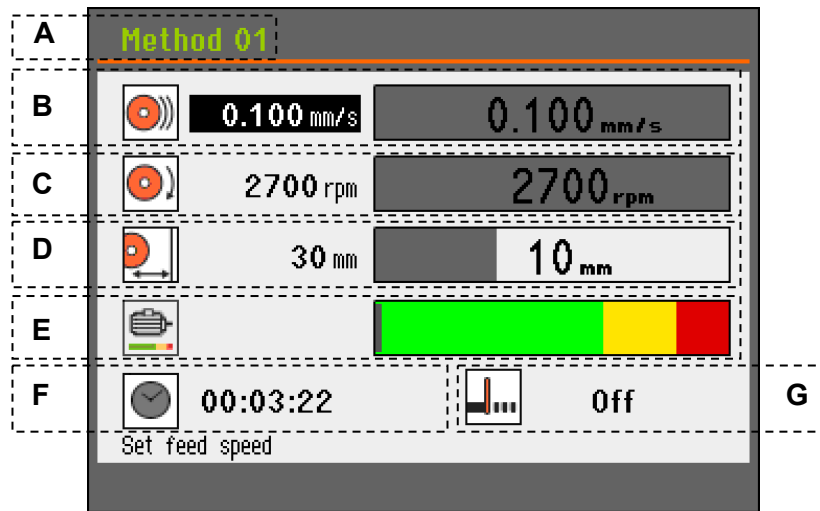 A Method 01
B 0.100 mm/s 0.100 mm/s
C 2700 rpm 2700 rpm
D 30 mm 10 mm
E
F 00:03:22 Off G
Set feed speed